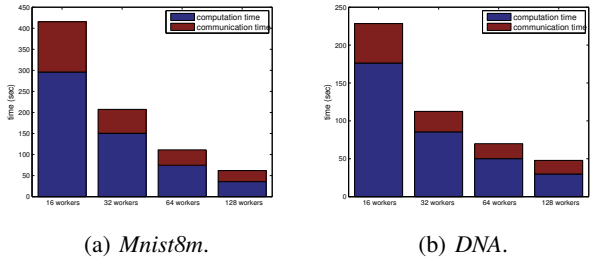 450
400
350
300
250
200
150
100
50
0
time (sec)
computation time
communication time
16 workers 32 workers 64 workers 128 workers
(a) Mnist8m.
250
200
150
100
50
0
time (sec)
computation time
communication time
16 workers 32 workers 64 workers 128 workers
(b) DNA.